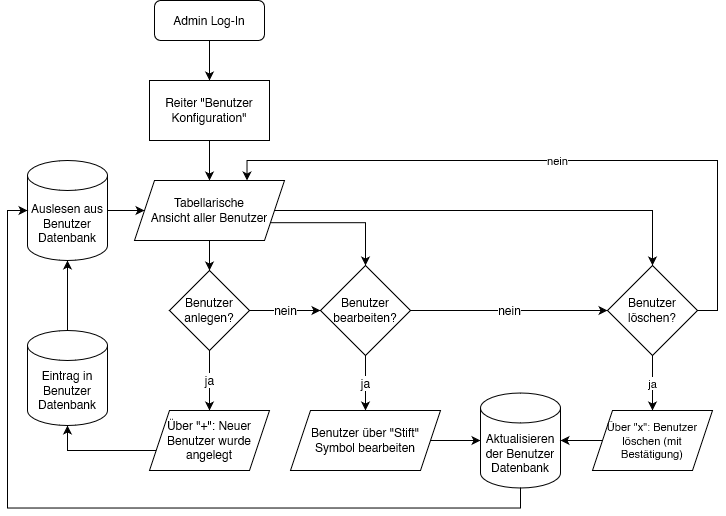 Admin Log-In
Reiter "Benutzer
Konfiguration"
nein
Tabellarische
Ansicht aller Benutzer
Auslesen aus
Benutzer
Datenbank
Benutzer
anlegen?
nein
Benutzer
bearbeiten?
nein
Benutzer
löschen?
ja
ja
ja
Eintrag in
Benutzer
Datenbank
Über "+": Neuer
Benutzer wurde
angelegt
Benutzer über "Stift"
Symbol bearbeiten
Aktualisieren
der Benutzer
Datenbank
Über "x": Benutzer
löschen (mit
Bestätigung)